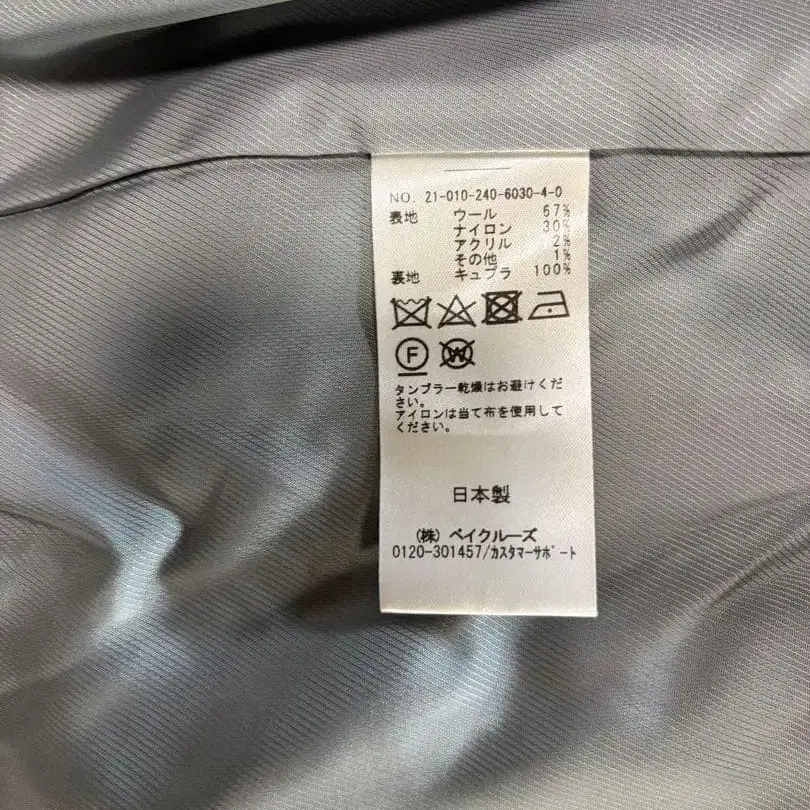 NO. 21-010-240-6030-4-0
表地 ウール 67%
ナイロン 30%
アクリル 2%
その他 1%
裏地 キュプラ 100%
F W
タンブラー乾燥はお避けくだ
さい。
アイロンは当て布を使用して
ください。
日本製
(株) ベイクルーズ
0120-301457/カスタマーサポート